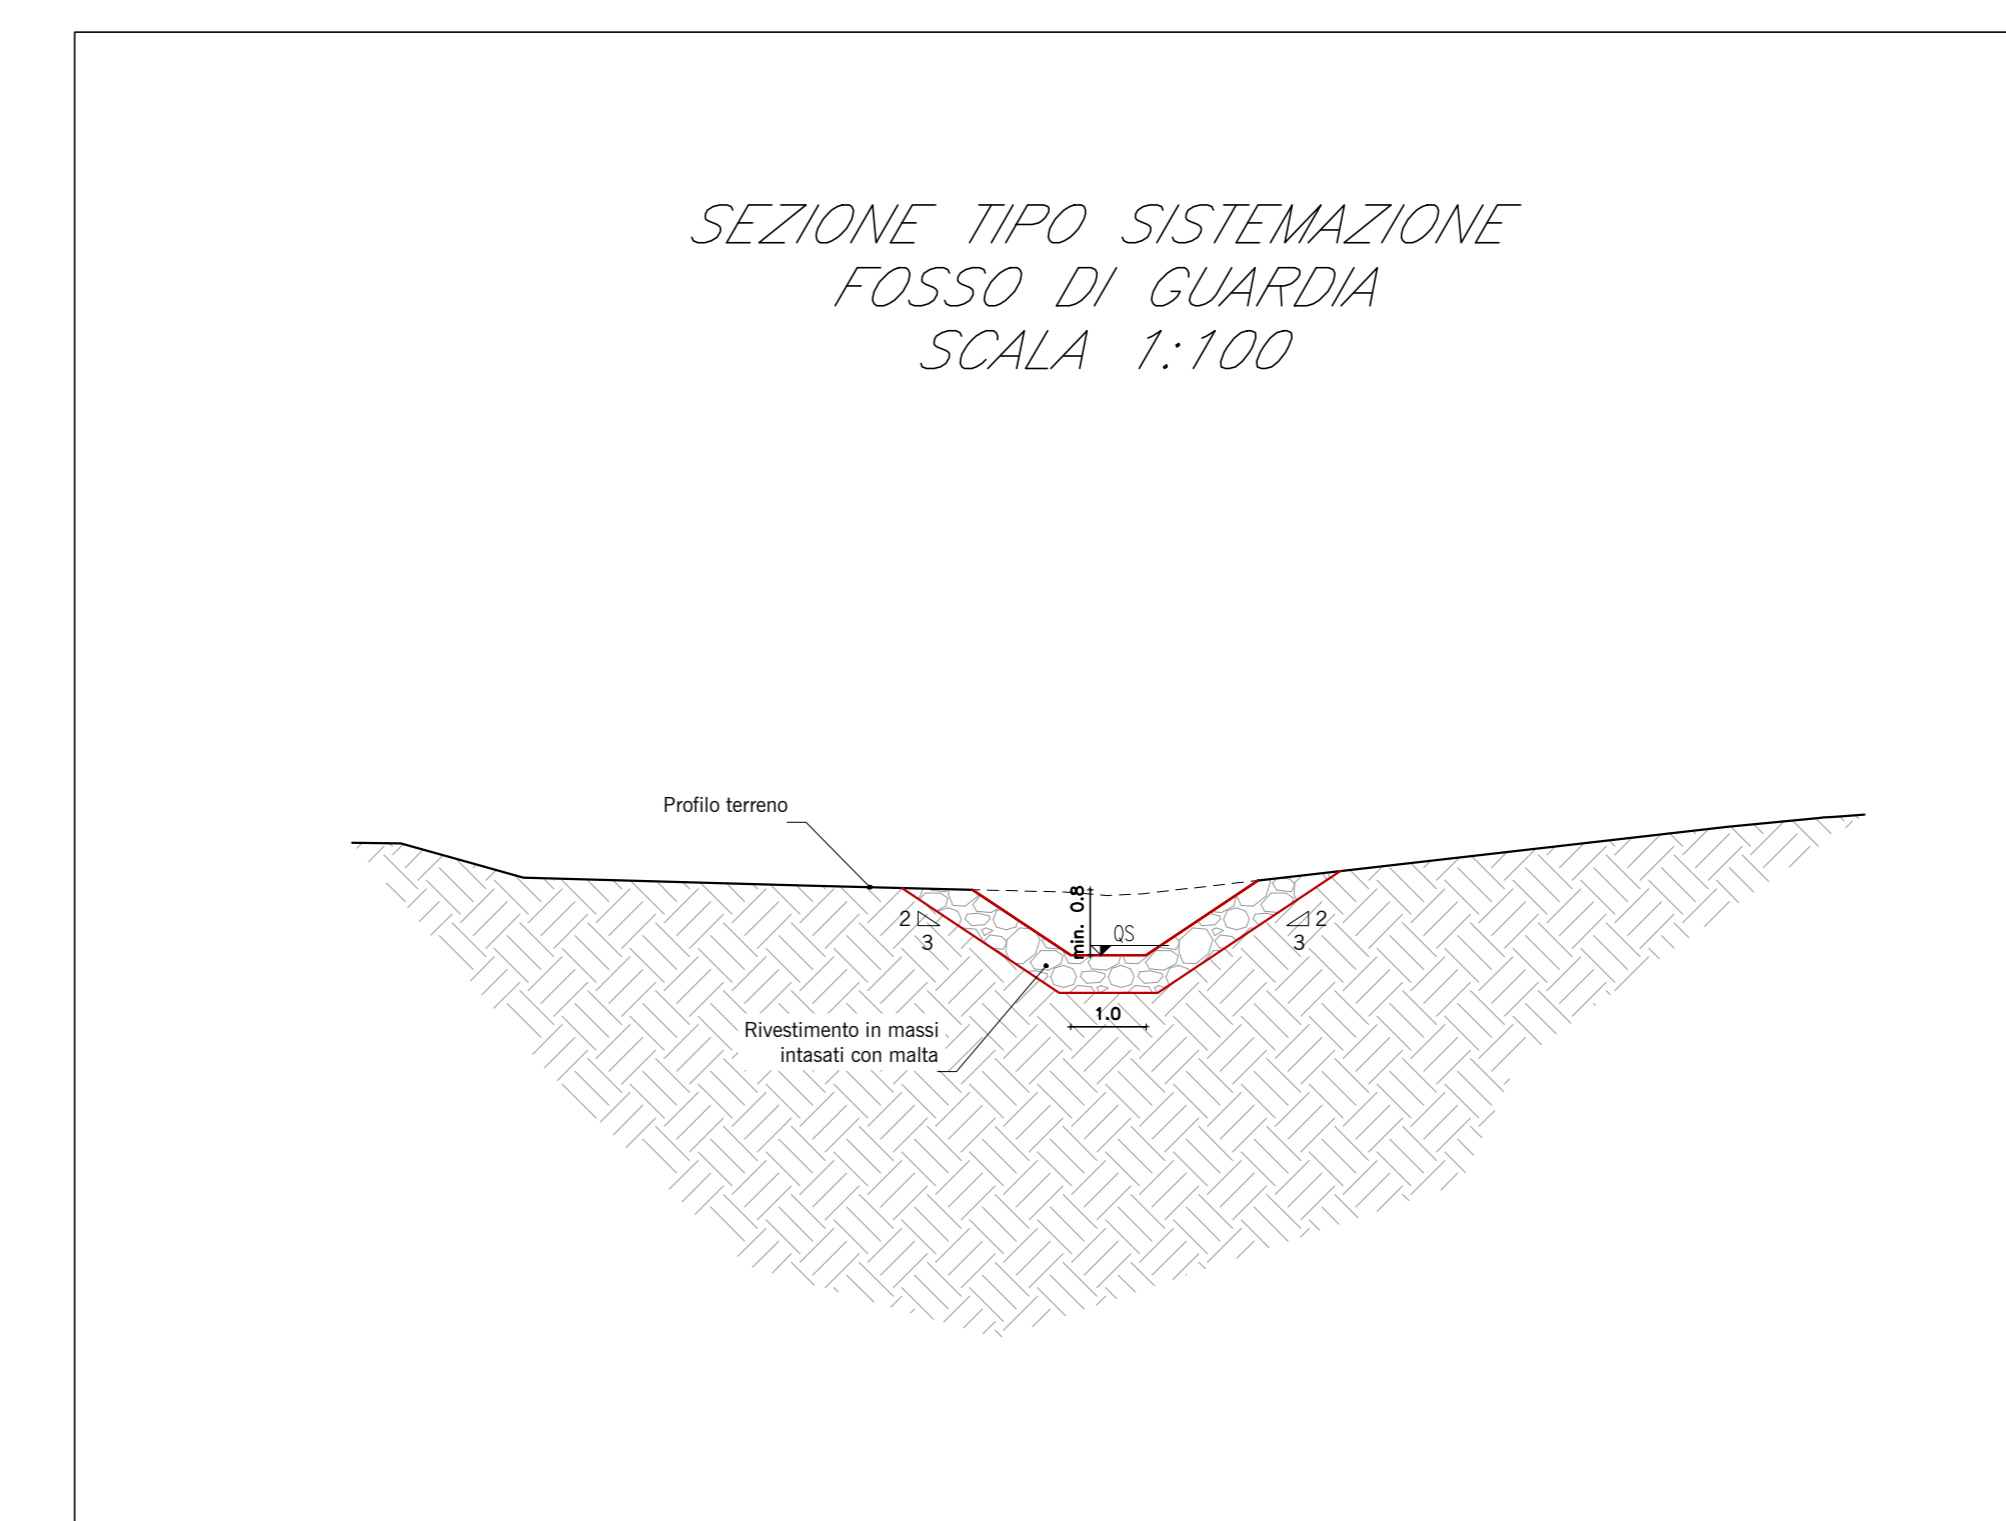 SEZIONE TIPO SISTEMAZIONE
FOSSO DI GUARDIA
SCALA 1:100
Profilo terreno
min. 0.8
QS
2
3
2
3
1.0
Rivestimento in massi
intasati con malta